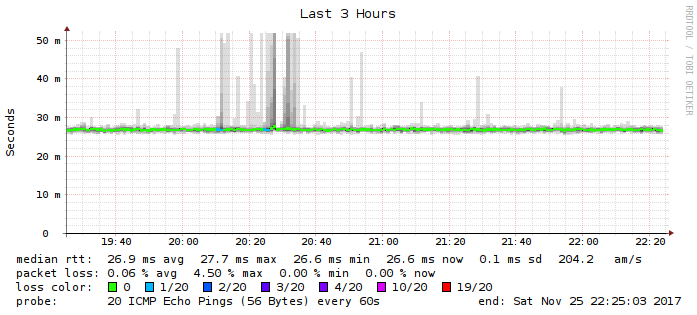 Last 3 Hours
RRDTOOL / TOBI OETIKER
Seconds
50 m
40 m
30 m
20 m
10 m
0
19:40 20:00 20:20 20:40 21:00 21:20 21:40 22:00 22:20
median rtt: 26.9 ms avg 27.7 ms max 26.6 ms min 26.6 ms now 0.1 ms sd 204.2 am/s
packet loss: 0.06 % avg 4.50 % max 0.00 % min 0.00 % now
loss color: 0 1/20 2/20 3/20 4/20 10/20 19/20
probe: 20 ICMP Echo Pings (56 Bytes) every 60s end: Sat Nov 25 22:25:03 2017